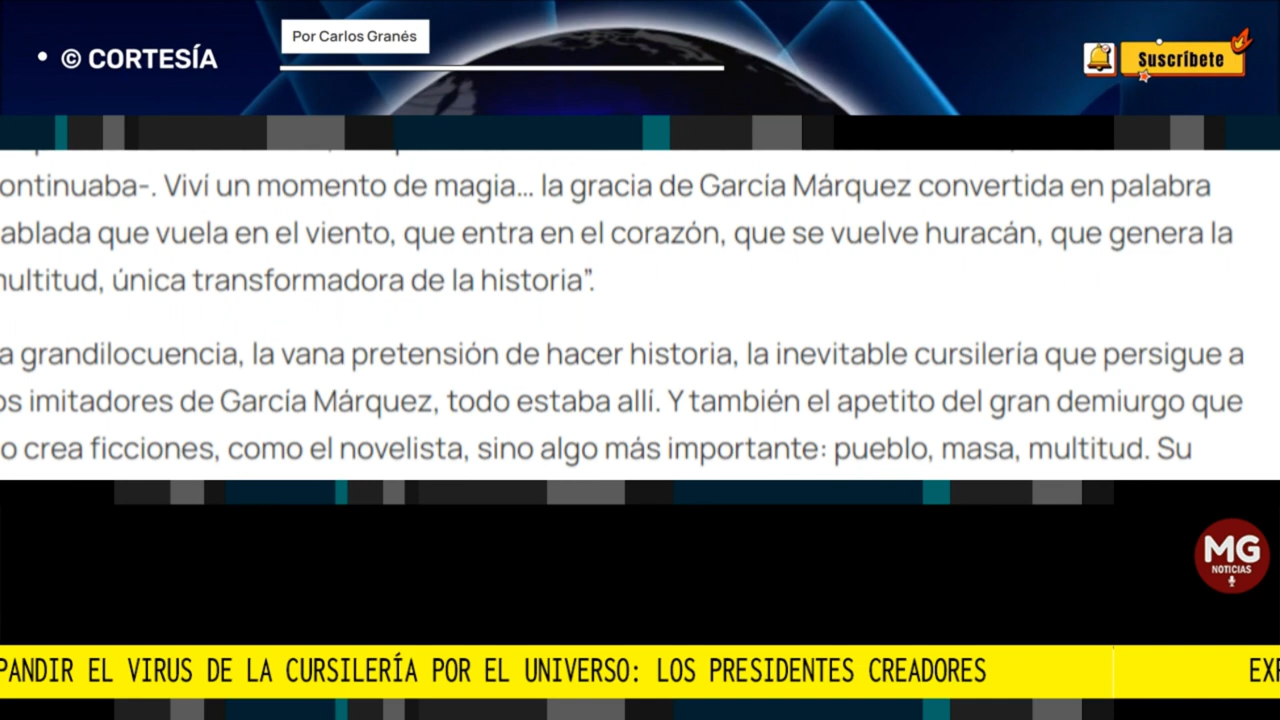 Por Carlos Granés
• © CORTESÍA
Suscríbete
ontinuaba-. Viví un momento de magia... la gracia de García Márquez convertida en palabra
ablada que vuela en el viento, que entra en el corazón, que se vuelve huracán, que genera la
nultitud, única transformadora de la historia”.
a grandilocuencia, la vana pretensión de hacer historia, la inevitable cursilería que persigue a
os imitadores de García Márquez, todo estaba allí. Y también el apetito del gran demiurgo que
o crea ficciones, como el novelista, sino algo más importante: pueblo, masa, multitud. Su
MG
NOTICIAS
PANDIR EL VIRUS DE LA CURSILERÍA POR EL UNIVERSO: LOS PRESIDENTES CREADORES